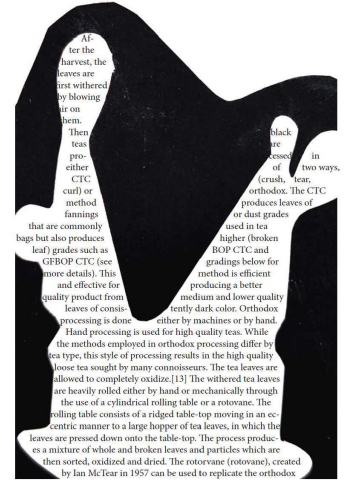 Af-
ter the
harvest, the
leaves are
first withered
by blowing
air on
them.
Then black
teas are
pro- cessed in
either of two ways,
CTC (crush, tear,
curl) or orthodox. The CTC
method produces leaves of
fannings or dust grades
that are commonly used in tea
bags but also produces higher (broken
leaf) grades such as BOP CTC and
GFBOP CTC (see gradings below for
more details). This method is efficient
and effective for producing a better
quality product from medium and lower quality
leaves of consis- tently dark color. Orthodox
processing is done either by machines or by hand.
Hand processing is used for high quality teas. While
the methods employed in orthodox processing differ by
tea type, this style of processing results in the high quality
loose tea sought by many connoisseurs. The tea leaves are
allowed to completely oxidize.[13] The withered tea leaves
are heavily rolled either by hand or mechanically through
the use of a cylindrical rolling table or a rotovane. The
rolling table consists of a ridged table-top moving in an ec-
centric manner to a large hopper of tea leaves, in which the
leaves are pressed down onto the table-top. The process produc-
es a mixture of whole and broken leaves and particles which are
then sorted, oxidized and dried. The rotorvane (rotovane), created
by Ian McTear in 1957 can be used to replicate the orthodox